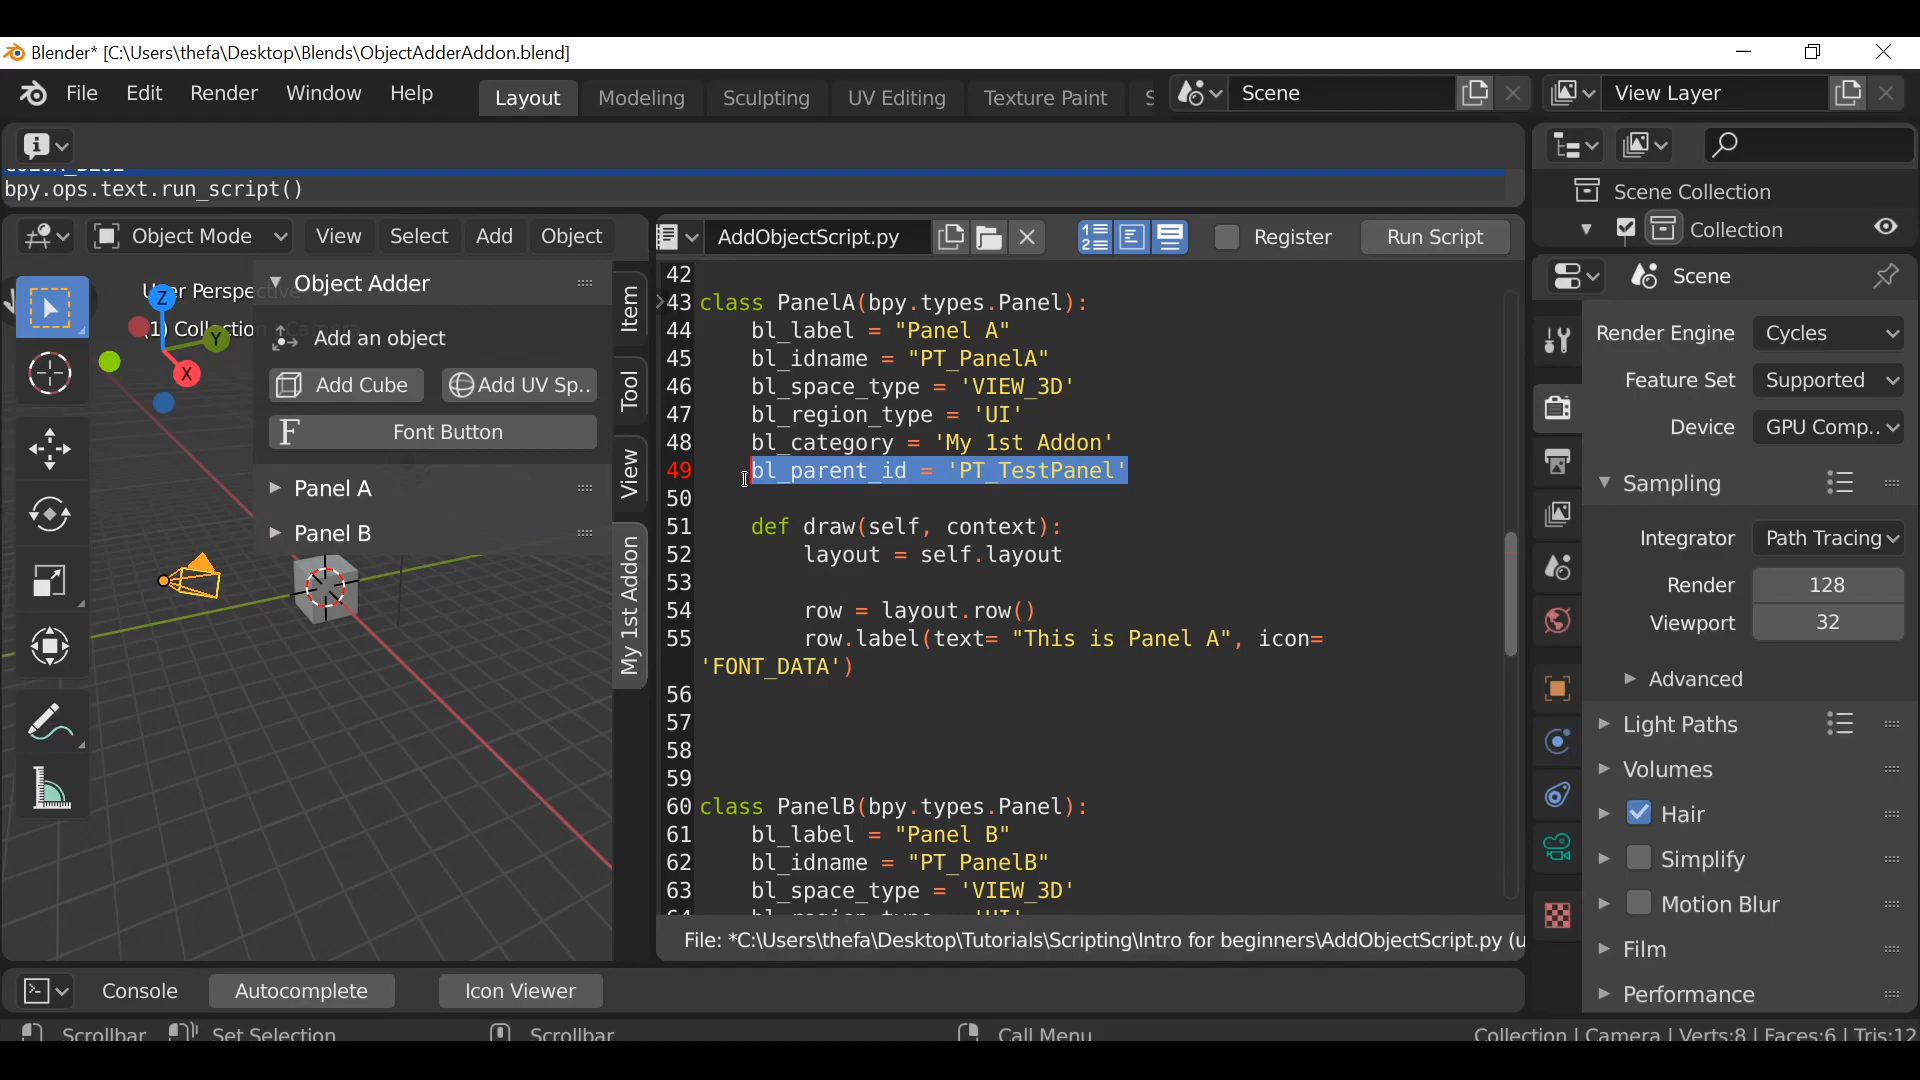 Blender* [C:\Users\thefa\Desktop\Blends\ObjectAdderAddon.blend]
File Edit Render Window Help Layout Modeling Sculpting UV Editing Texture Paint Scene View Layer
bpy.ops.text.run_script()
Object Mode View Select Add Object
AddObjectScript.py Register Run Script
Scene Collection
Collection
Scene
User Perspective
(1) Collection
Z
Y
X
Object Adder
Add an object
Add Cube Add UV Sp..
F Font Button
Panel A
Panel B
Item
Tool
View
My 1st Addon
42
43 class PanelA(bpy.types.Panel):
44 bl_label = "Panel A"
45 bl_idname = "PT_PanelA"
46 bl_space_type = 'VIEW_3D'
47 bl_region_type = 'UI'
48 bl_category = 'My 1st Addon'
49 bl_parent_id = 'PT_TestPanel'
50
51 def draw(self, context):
52 layout = self.layout
53
54 row = layout.row()
55 row.label(text= "This is Panel A", icon=
'FONT_DATA')
56
57
58
59
60 class PanelB(bpy.types.Panel):
61 bl_label = "Panel B"
62 bl_idname = "PT_PanelB"
63 bl_space_type = 'VIEW_3D'
File: *C:\Users\thefa\Desktop\Tutorials\Scripting\Intro for beginners\AddObjectScript.py (u
Render Engine Cycles
Feature Set Supported
Device GPU Comp..
Sampling
Integrator Path Tracing
Render 128
Viewport 32
Advanced
Light Paths
Volumes
Hair
Simplify
Motion Blur
Film
Performance
Console Autocomplete Icon Viewer
Scrollbar Set Selection Scrollbar Call Menu Collection | Camera | Verts:8 | Faces:6 | Tris:12